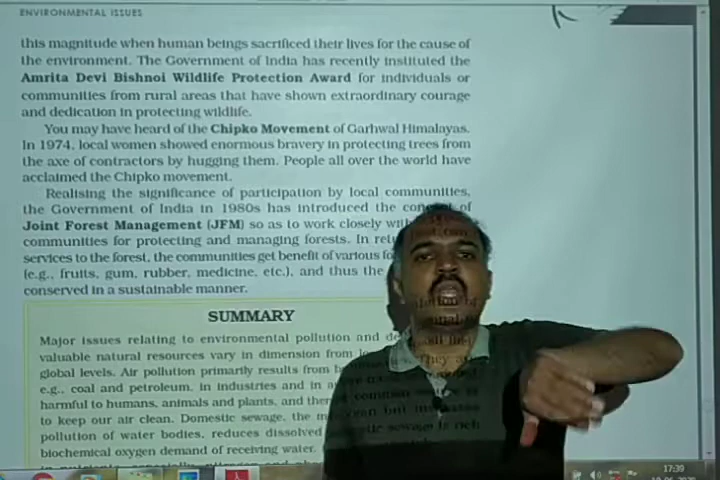 ENVIRONMENTAL ISSUES
this magnitude when human beings sacrificed their lives for the cause of
the environment. The Government of India has recently instituted the
Amrita Devi Bishnoi Wildlife Protection Award for individuals or
communities from rural areas that have shown extraordinary courage
and dedication in protecting wildlife.
You may have heard of the Chipko Movement of Garhwal Himalayas.
In 1974, local women showed enormous bravery in protecting trees from
the axe of contractors by hugging them. People all over the world have
acclaimed the Chipko movement.
Realising the significance of participation by local communities,
the Government of India in 1980s has introduced the concept of
Joint Forest Management (JFM) so as to work closely with
communities for protecting and managing forests. In
services to the forest, the communities get benefit of various
(e.g., fruits, gum, rubber, medicine, etc.), and thus the
conserved in a sustainable manner.
SUMMARY
Major issues relating to environmental pollution and
valuable natural resources vary in dimension from
global levels. Air pollution primarily results from
e.g., coal and petroleum, in industries and in
harmful to humans, animals and plants, and
to keep our air clean. Domestic sewage, the
pollution of water bodies, reduces dissolved
biochemical oxygen demand of receiving water.
17:39